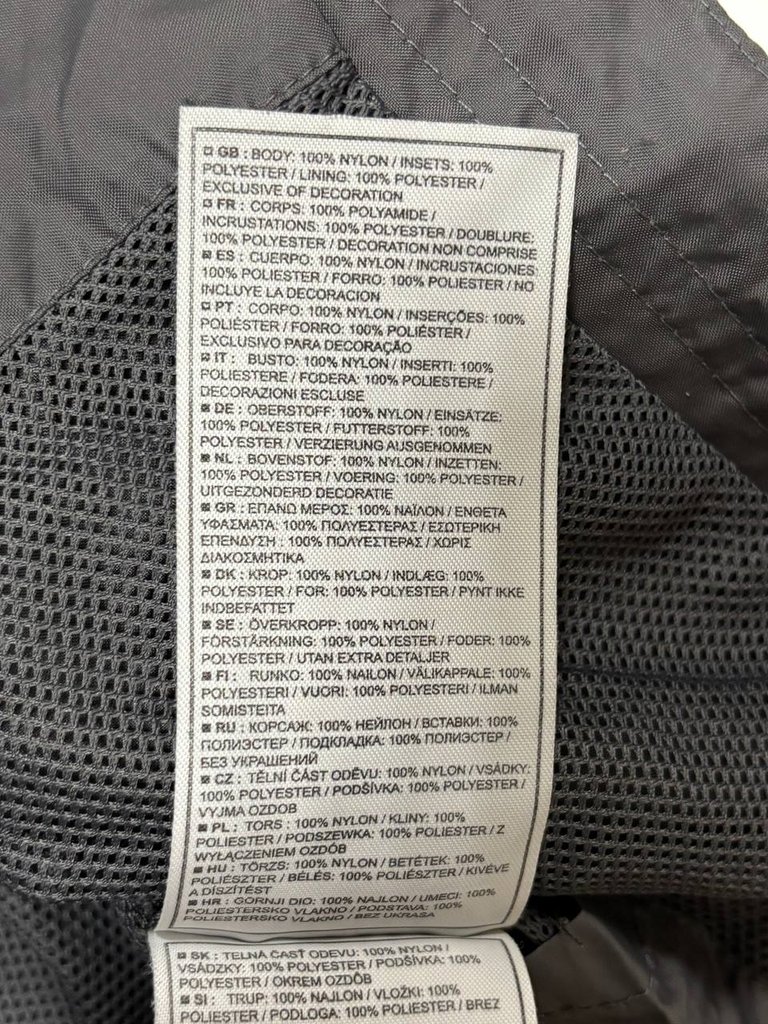 GB : BODY: 100% NYLON / INSETS: 100%
POLYESTER / LINING: 100% POLYESTER /
EXCLUSIVE OF DECORATION
FR : CORPS: 100% POLYAMIDE /
INCRUSTATIONS: 100% POLYESTER / DOUBLURE:
100% POLYESTER / DECORATION NON COMPRISE
ES : CUERPO: 100% NYLON / INCRUSTACIONES:
100% POLIESTER / FORRO: 100% POLIESTER / NO
INCLUYE LA DECORACION
PT : CORPO: 100% NYLON / INSERÇÕES: 100%
POLIÉSTER / FORRO: 100% POLIÉSTER /
EXCLUSIVO PARA DECORAÇÃO
IT : BUSTO: 100% NYLON / INSERTI: 100%
POLIESTERE / FODERA: 100% POLIESTERE /
DECORAZIONI ESCLUSE
DE : OBERSTOFF: 100% NYLON / EINSÄTZE:
100% POLYESTER / FUTTERSTOFF: 100%
POLYESTER / VERZIERUNG AUSGENOMMEN
NL : BOVENSTOF: 100% NYLON / INZETTEN:
100% POLYESTER / VOERING: 100% POLYESTER /
UITGEZONDERD DECORATIE
GR : ΕΠΑΝΩ ΜΕΡΟΣ: 100% ΝΑΪΛΟΝ / ΕΝΘΕΤΑ
ΥΦΑΣΜΑΤΑ: 100% ΠΟΛΥΕΣΤΕΡΑΣ / ΕΣΩΤΕΡΙΚΗ
ΕΠΕΝΔΥΣΗ : 100% ΠΟΛΥΕΣΤΕΡΑΣ / ΧΩΡΙΣ
ΔΙΑΚΟΣΜΗΤΙΚΑ
DK : KROP: 100% NYLON / INDLÆG: 100%
POLYESTER / FOR: 100% POLYESTER / PYNT IKKE
INDBEFATTET
SE : ÖVERKROPP: 100% NYLON /
FÖRSTÄRKNING: 100% POLYESTER / FODER: 100%
POLYESTER / UTAN EXTRA DETALJER
FI : RUNKO: 100% NAILON / VÄLIKAPPALE: 100%
POLYESTERI / VUORI: 100% POLYESTERI / ILMAN
SOMISTEITA
RU : КОРСАЖ: 100% НЕЙЛОН / ВСТАВКИ: 100%
ПОЛИЭСТЕР / ПОДКЛАДКА: 100% ПОЛИЭСТЕР /
БЕЗ УКРАШЕНИЙ
CZ : TĚLNÍ ČÁST ODĚVU: 100% NYLON / VSÁDKY:
100% POLYESTER / PODŠÍVKA: 100% POLYESTER /
VYJMA OZDOB
PL : TORS : 100% NYLON / KLINY: 100%
POLIESTER / PODSZEWKA: 100% POLIESTER / Z
WYŁĄCZENIEM OZDÓB
HU : TÖRZS: 100% NYLON / BETÉTEK: 100%
POLIÉSZTER / BÉLÉS: 100% POLIÉSZTER / KIVÉVE
A DÍSZÍTÉST
HR : GORNJI DIO: 100% NAJLON / UMECI: 100%
POLIESTERSKO VLAKNO / PODSTAVA: 100%
POLIESTERSKO VLAKNO / BEZ UKRASA
SK : TELNÁ ČASŤ ODEVU: 100% NYLON /
VSÁDZKY: 100% POLYESTER / PODŠÍVKA: 100%
POLYESTER / OKREM OZDÔB
SI : TRUP: 100% NAJLON / VLOŽKI: 100%
POLIESTER / PODLOGA: 100% POLIESTER / BREZ